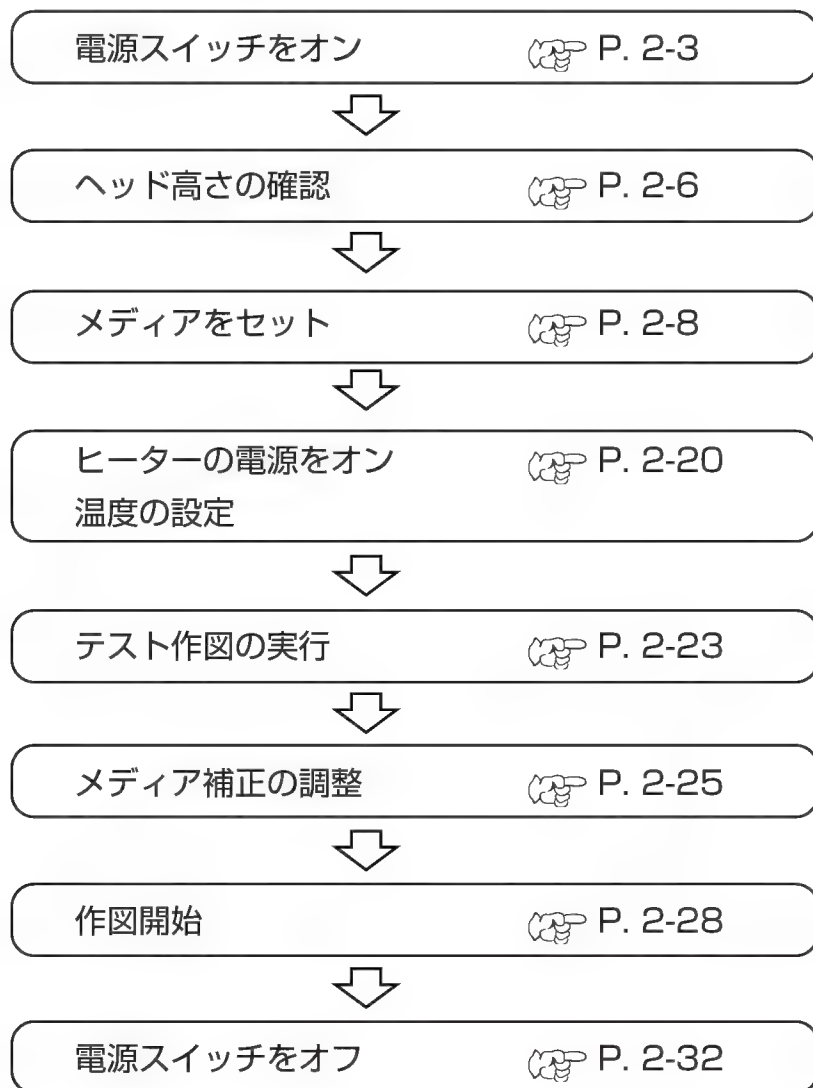 電源スイッチをオン P. 2-3
ヘッド高さの確認 P. 2-6
メディアをセット P. 2-8
ヒーターの電源をオン P. 2-20
温度の設定
テスト作図の実行 P. 2-23
メディア補正の調整 P. 2-25
作図開始 P. 2-28
電源スイッチをオフ P. 2-32